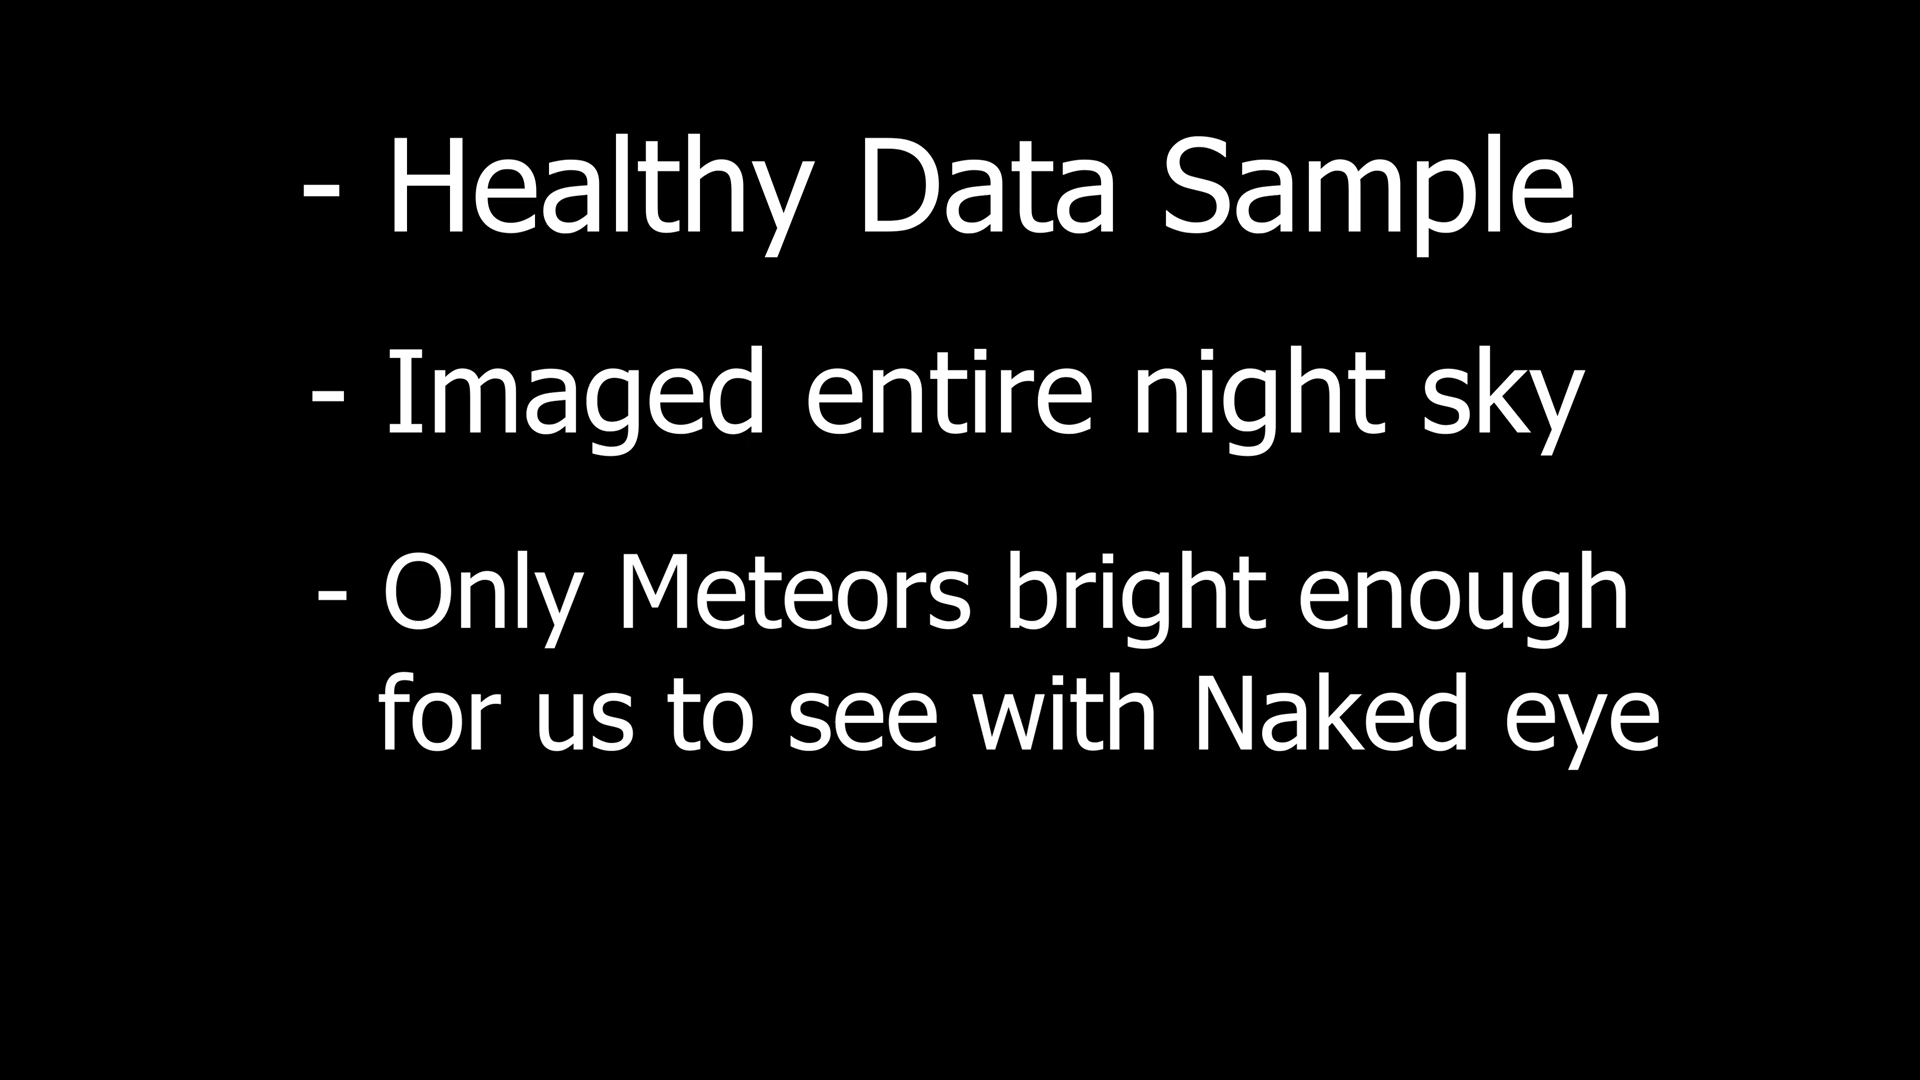 - Healthy Data Sample
- Imaged entire night sky
- Only Meteors bright enough
for us to see with Naked eye